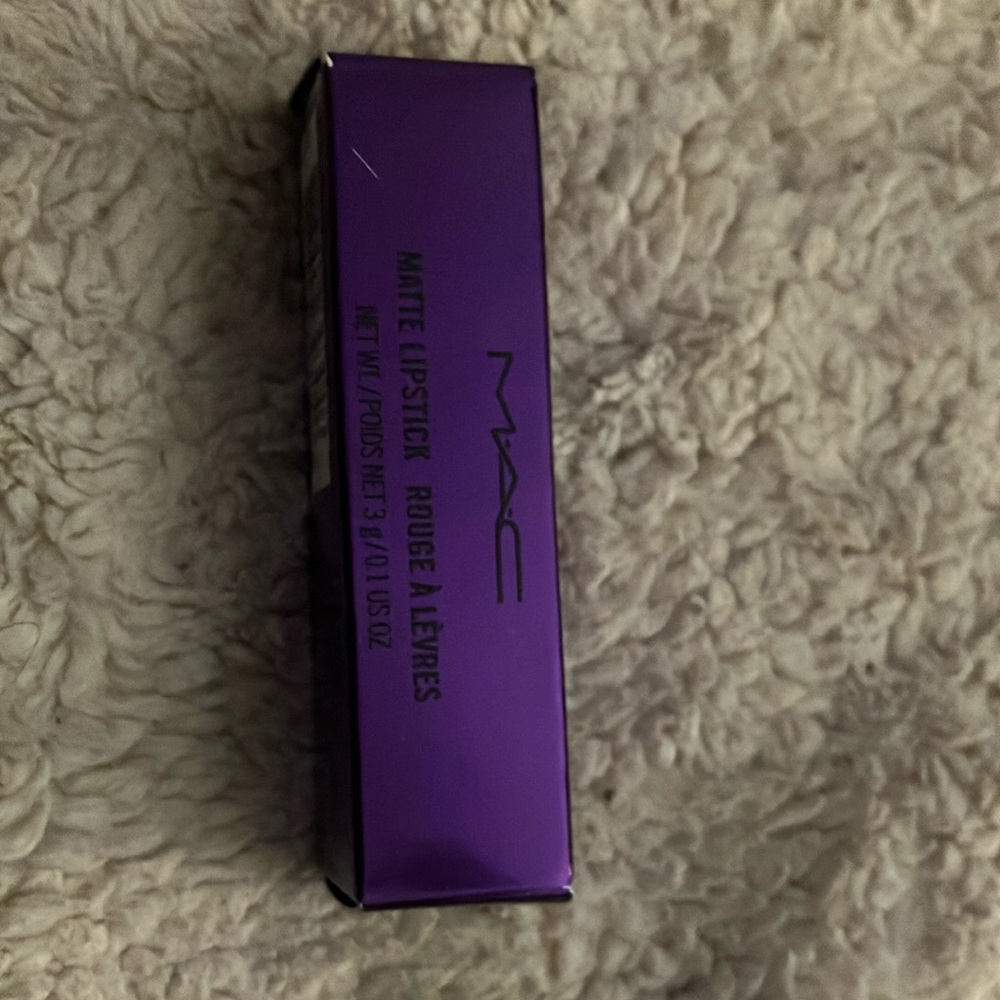 M·A·C
MATTE LIPSTICK ROUGE À LÈVRES
NET WT./POIDS NET 3 g/0.1 US OZ